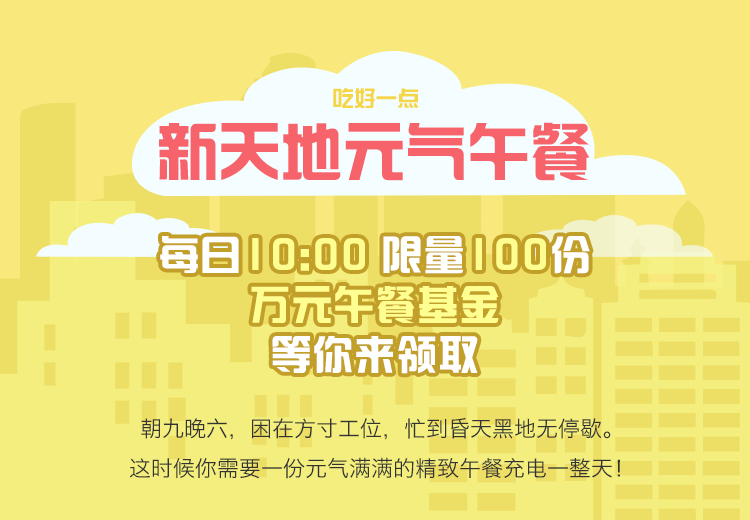 吃好一点
新天地元气午餐
每日10:00 限量100份
万元午餐基金
等你来领取
朝九晚六，困在方寸工位，忙到昏天黑地无停歇。
这时候你需要一份元气满满的精致午餐充电一整天！